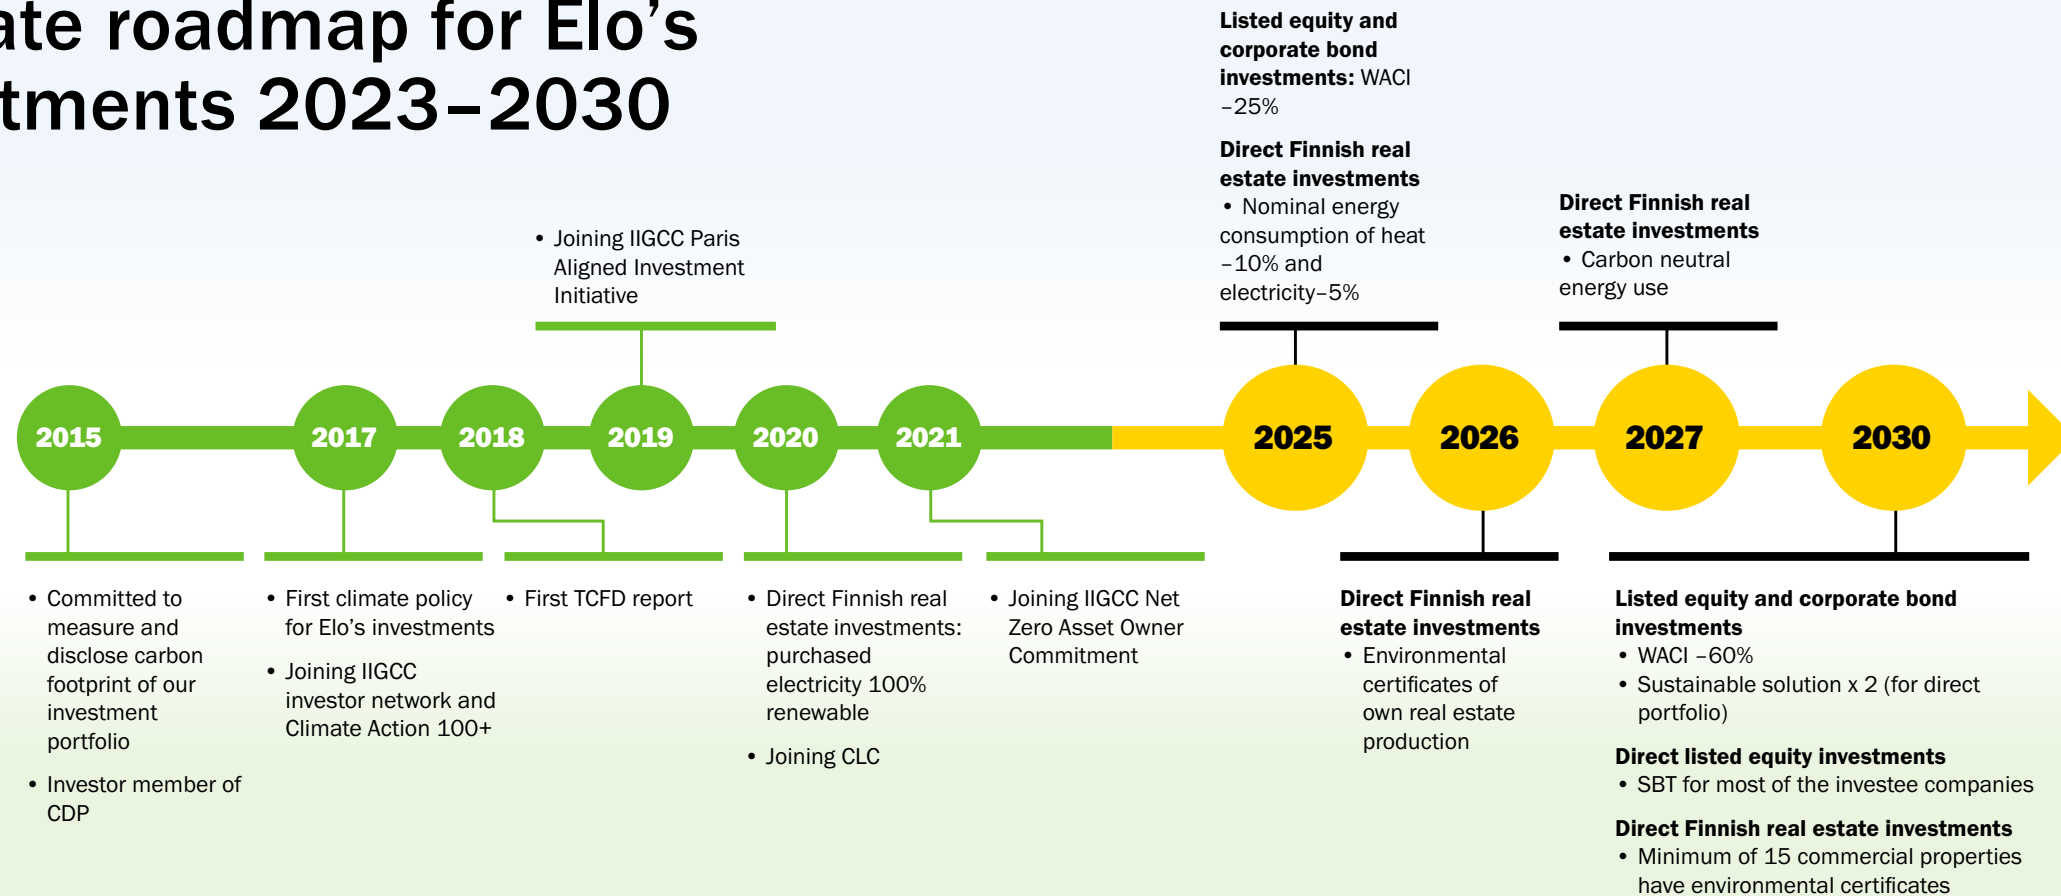 ate roadmap for Elo's
tments 2023–2030
Listed equity and
corporate bond
investments: WACI
–25%
Direct Finnish real
estate investments
• Nominal energy
consumption of heat
–10% and
electricity–5%
Direct Finnish real
estate investments
• Carbon neutral
energy use
• Joining IIGCC Paris
Aligned Investment
Initiative
2015
2017
2018
2019
2020
2021
2025
2026
2027
2030
• Committed to
measure and
disclose carbon
footprint of our
investment
portfolio
• Investor member of
CDP
• First climate policy
for Elo's investments
• Joining IIGCC
investor network and
Climate Action 100+
• First TCFD report
• Direct Finnish real
estate investments:
purchased
electricity 100%
renewable
• Joining CLC
• Joining IIGCC Net
Zero Asset Owner
Commitment
Direct Finnish real
estate investments
• Environmental
certificates of
own real estate
production
Listed equity and corporate bond
investments
• WACI –60%
• Sustainable solution x 2 (for direct
portfolio)
Direct listed equity investments
• SBT for most of the investee companies
Direct Finnish real estate investments
• Minimum of 15 commercial properties
have environmental certificates